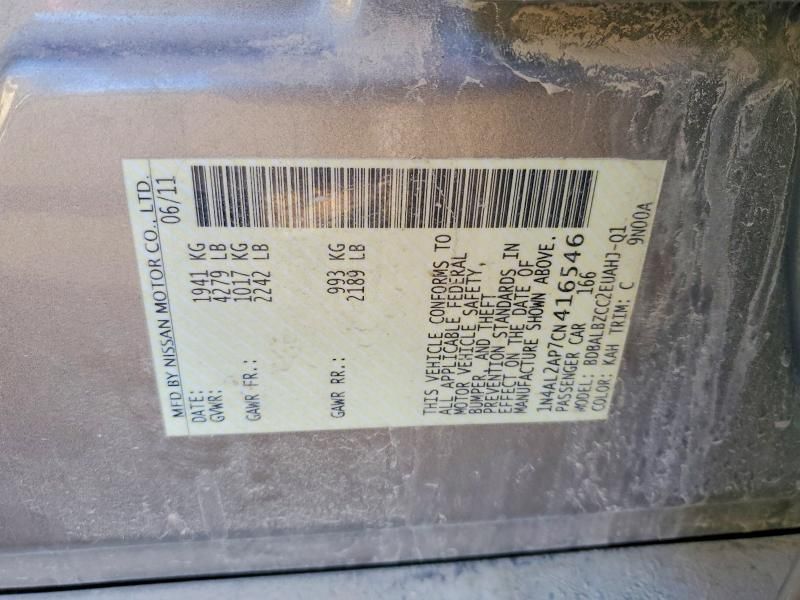 MFD BY NISSAN MOTOR CO., LTD.
DATE: 06/11
GVWR: 1941 KG
4279 LB
GAWR FR.: 1017 KG
2242 LB
GAWR RR.: 993 KG
2189 LB
THIS VEHICLE CONFORMS TO
ALL APPLICABLE FEDERAL
MOTOR VEHICLE SAFETY,
BUMPER, AND THEFT
PREVENTION STANDARDS IN
EFFECT ON THE DATE OF
MANUFACTURE SHOWN ABOVE.
1N4AL2AP7CN416546
PASSENGER CAR 166
MODEL: BDBALBZCC2EUAHJ-Q1
COLOR: KAH TRIM: C 9N00A